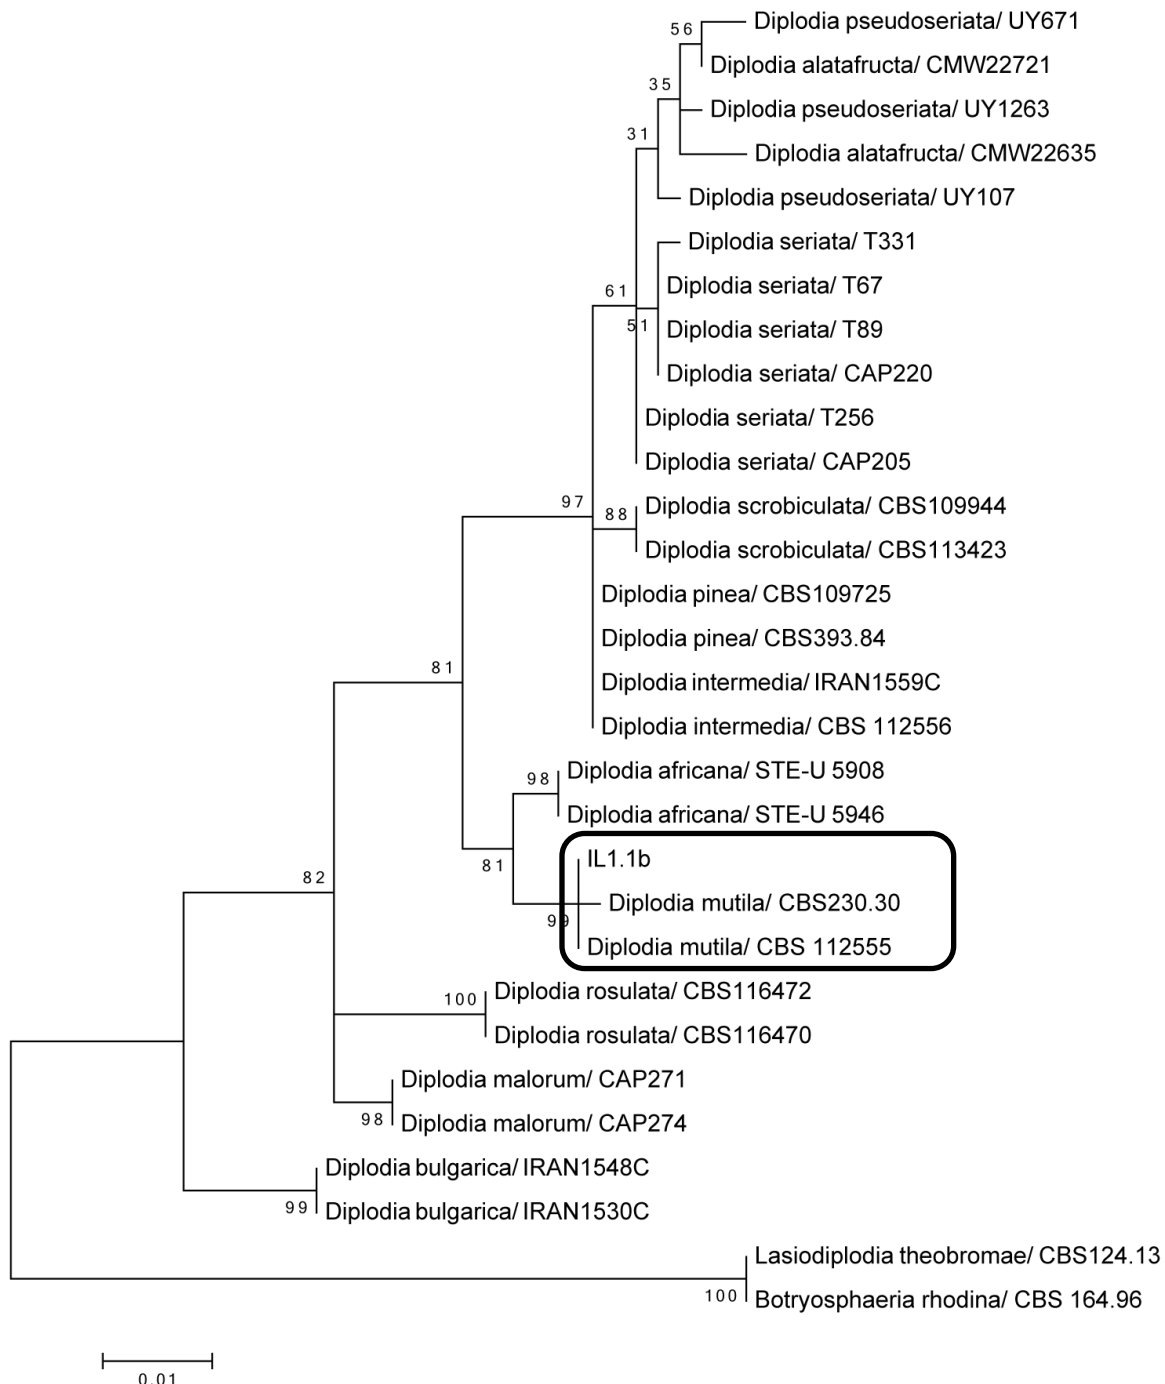 56
Diplodia pseudoseriata/ UY671
Diplodia alatafructa/ CMW22721
35
Diplodia pseudoseriata/ UY1263
31
Diplodia alatafructa/ CMW22635
Diplodia pseudoseriata/ UY107
Diplodia seriata/ T331
61
Diplodia seriata/ T67
51
Diplodia seriata/ T89
Diplodia seriata/ CAP220
Diplodia seriata/ T256
Diplodia seriata/ CAP205
97
88
Diplodia scrobiculata/ CBS109944
Diplodia scrobiculata/ CBS113423
Diplodia pinea/ CBS109725
Diplodia pinea/ CBS393.84
81
Diplodia intermedia/ IRAN1559C
Diplodia intermedia/ CBS 112556
98
Diplodia africana/ STE-U 5908
Diplodia africana/ STE-U 5946
81
IL1.1b
82
Diplodia mutila/ CBS230.30
99
Diplodia mutila/ CBS 112555
100
Diplodia rosulata/ CBS116472
Diplodia rosulata/ CBS116470
Diplodia malorum/ CAP271
98
Diplodia malorum/ CAP274
Diplodia bulgarica/ IRAN1548C
99
Diplodia bulgarica/ IRAN1530C
Lasiodiplodia theobromae/ CBS124.13
100
Botryosphaeria rhodina/ CBS 164.96
0.01